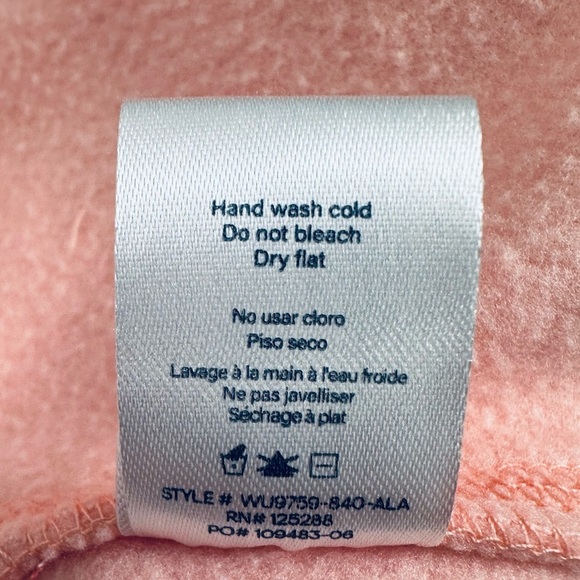 Hand wash cold
Do not bleach
Dry flat
No usar cloro
Piso seco
Lavage à la main à l'eau froide
Ne pas javelliser
Séchage à plat
STYLE # WU9759-840-ALA
RN# 125288
PO# 109483-06